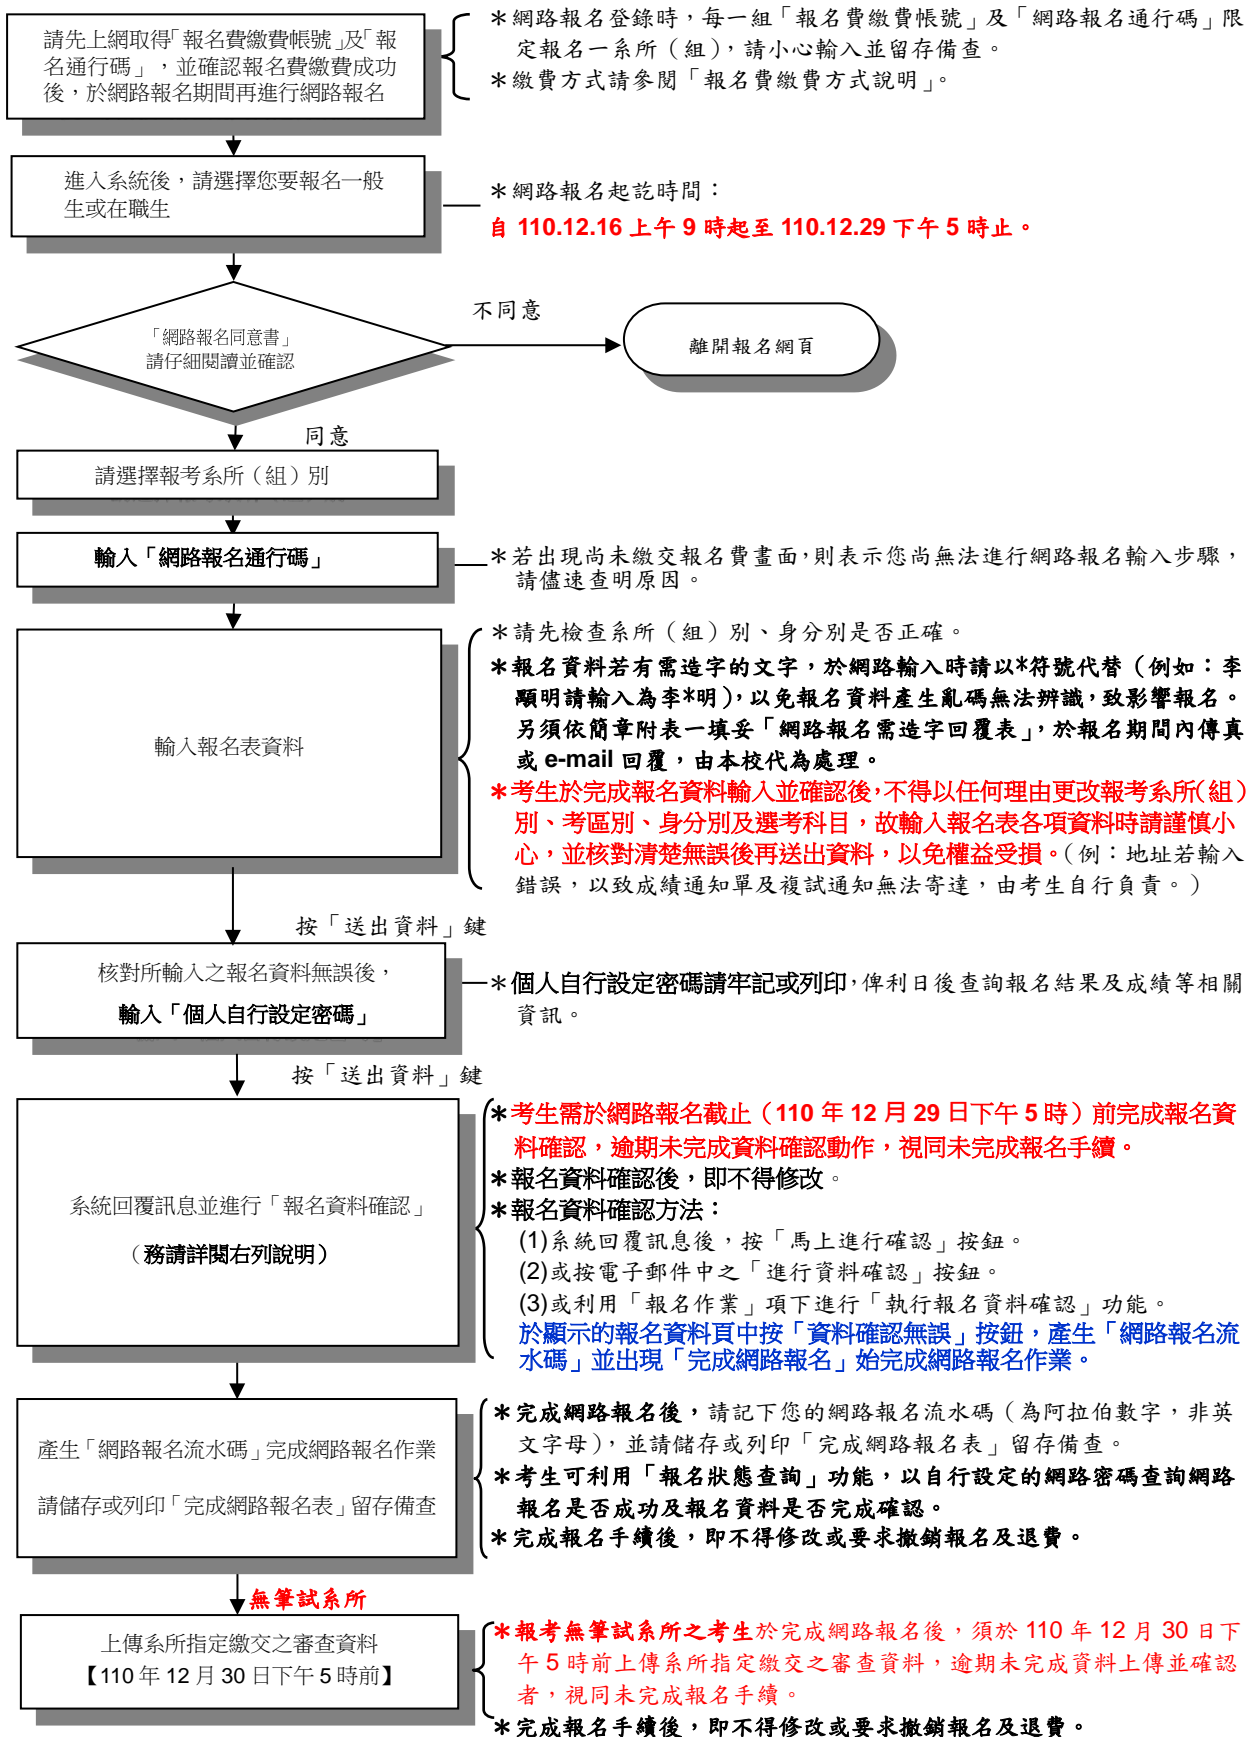 請先上網取得「報名費繳費帳號」及「報
名通行碼」，並確認報名費繳費成功
後，於網路報名期間再進行網路報名
＊網路報名登錄時，每一組「報名費繳費帳號」及「網路報名通行碼」限
定報名一系所（組），請小心輸入並留存備查。
＊繳費方式請參閱「報名費繳費方式說明」。
進入系統後，請選擇您要報名一般
生或在職生
＊網路報名起訖時間：
自 110.12.16 上午 9 時起至 110.12.29 下午 5 時止。
「網路報名同意書」
請仔細閱讀並確認
不同意
離開報名網頁
同意
請選擇報考系所（組）別
輸入「網路報名通行碼」
＊若出現尚未繳交報名費畫面，則表示您尚無法進行網路報名輸入步驟，
請儘速查明原因。
輸入報名表資料
＊請先檢查系所（組）別、身分別是否正確。
＊報名資料若有需造字的文字，於網路輸入時請以*符號代替（例如：李
顯明請輸入為李*明），以免報名資料產生亂碼無法辨識，致影響報名。
另須依簡章附表一填妥「網路報名需造字回覆表」，於報名期間內傳真
或 e-mail 回覆，由本校代為處理。
＊考生於完成報名資料輸入並確認後，不得以任何理由更改報考系所（組）
別、考區別、身分別及選考科目，故輸入報名表各項資料時請謹慎小
心，並核對清楚無誤後再送出資料，以免權益受損。（例：地址若輸入
錯誤，以致成績通知單及複試通知無法寄達，由考生自行負責。）
按「送出資料」鍵
核對所輸入之報名資料無誤後，
輸入「個人自行設定密碼」
＊個人自行設定密碼請牢記或列印，俾利日後查詢報名結果及成績等相關
資訊。
按「送出資料」鍵
系統回覆訊息並進行「報名資料確認」
（務請詳閱右列說明）
＊考生需於網路報名截止（110 年 12 月 29 日下午 5 時）前完成報名資
料確認，逾期未完成資料確認動作，視同未完成報名手續。
＊報名資料確認後，即不得修改。
＊報名資料確認方法：
(1)系統回覆訊息後，按「馬上進行確認」按鈕。
(2)或按電子郵件中之「進行資料確認」按鈕。
(3)或利用「報名作業」項下進行「執行報名資料確認」功能。
於顯示的報名資料頁中按「資料確認無誤」按鈕，產生「網路報名流
水碼」並出現「完成網路報名」始完成網路報名作業。
產生「網路報名流水碼」完成網路報名作業
請儲存或列印「完成網路報名表」留存備查
＊完成網路報名後，請記下您的網路報名流水碼（為阿拉伯數字，非英
文字母），並請儲存或列印「完成網路報名表」留存備查。
＊考生可利用「報名狀態查詢」功能，以自行設定的網路密碼查詢網路
報名是否成功及報名資料是否完成確認。
＊完成報名手續後，即不得修改或要求撤銷報名及退費。
無筆試系所
上傳系所指定繳交之審查資料
【110 年 12 月 30 日下午 5 時前】
＊報考無筆試系所之考生於完成網路報名後，須於 110 年 12 月 30 日下
午 5 時前上傳系所指定繳交之審查資料，逾期未完成資料上傳並確認
者，視同未完成報名手續。
＊完成報名手續後，即不得修改或要求撤銷報名及退費。